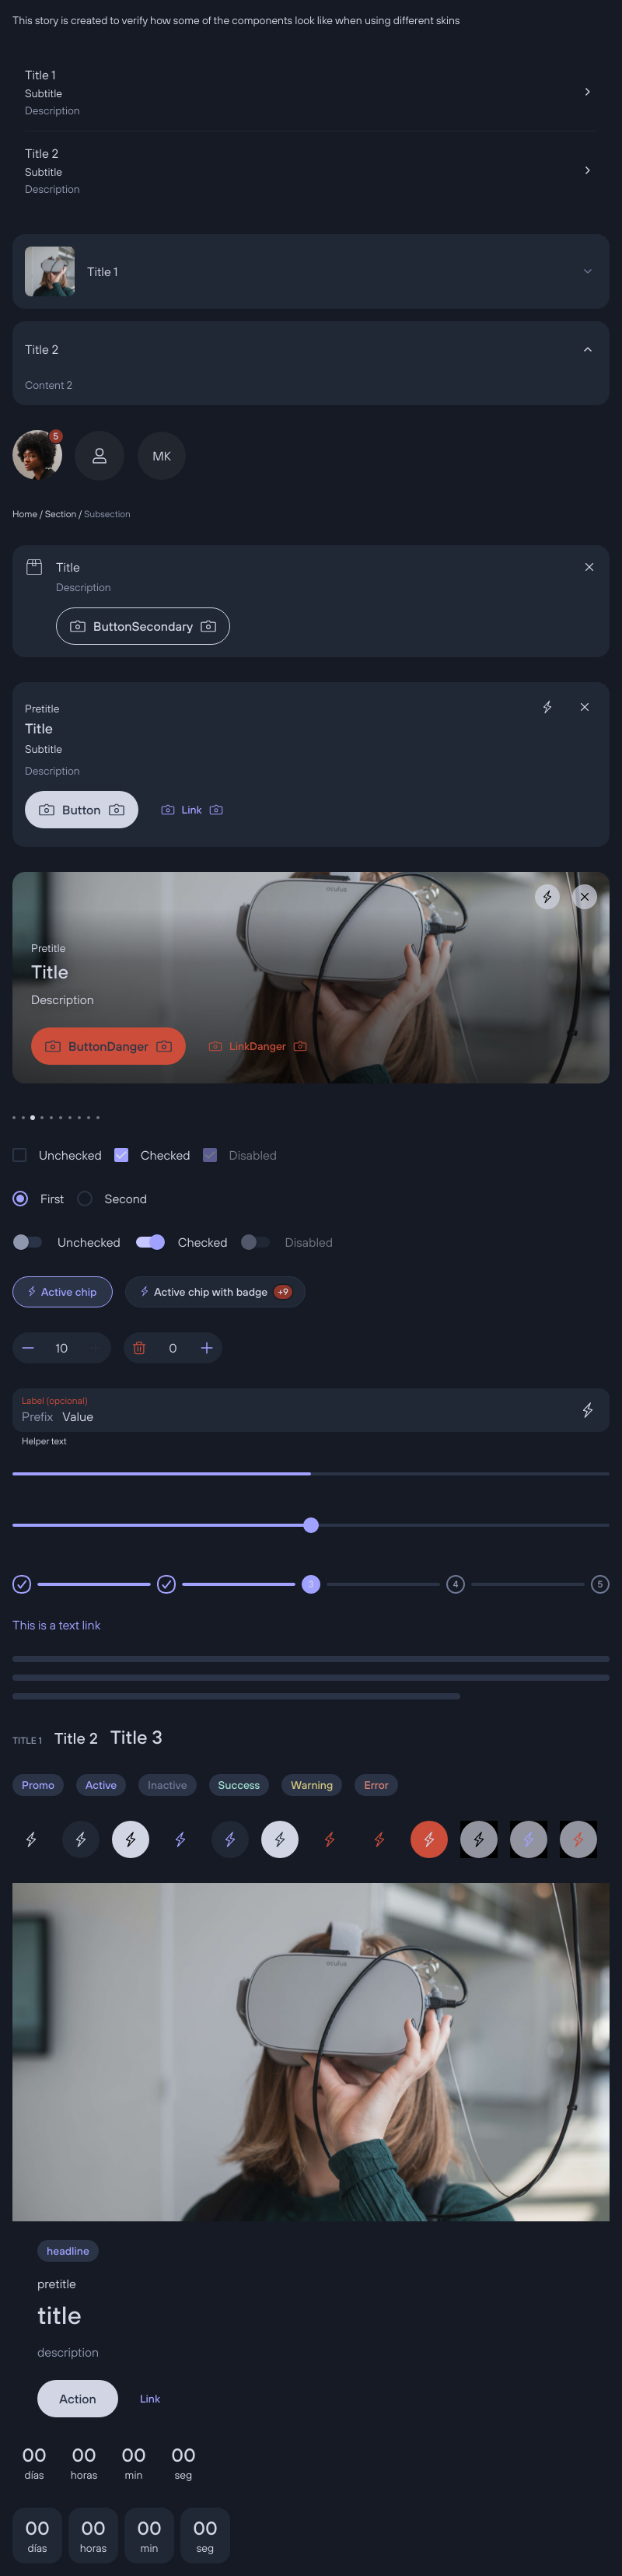 This story is created to verify how some of the components look like when using different skins
Title 1
Subtitle
Description
Title 2
Subtitle
Description
Title 1
Title 2
Content 2
5
MK
Home / Section / Subsection
Title
Description
ButtonSecondary
Pretitle
Title
Subtitle
Description
Button Link
oculus
Pretitle
Title
Description
ButtonDanger LinkDanger
Unchecked Checked Disabled
First Second
Unchecked Checked Disabled
Active chip Active chip with badge +9
10 0
Label (opcional)
Prefix Value
Helper text
3 4 5
This is a text link
TITLE 1 Title 2 Title 3
Promo Active Inactive Success Warning Error
oculus
headline
pretitle
title
description
Action Link
00 00 00 00
días horas min seg
00 00 00 00
días horas min seg